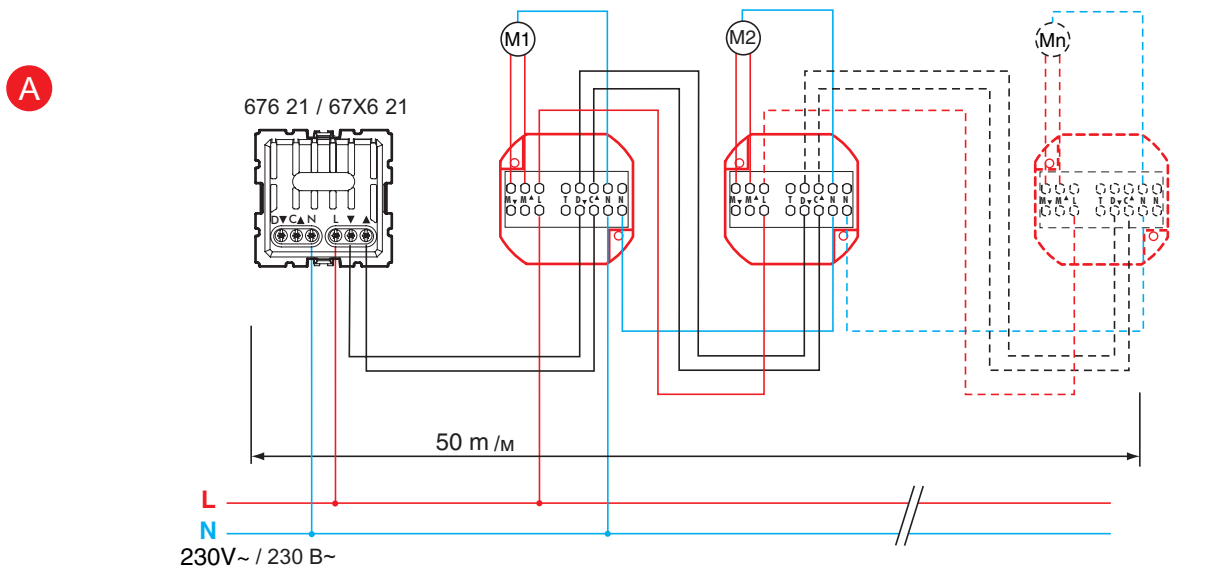 A
M1
M2
Mn
676 21 / 67X6 21
D▼ C▲ N L ▼ ▲
M▼ M▲ L T D▼ C▲ N N
M▼ M▲ L T D▼ C▲ N N
M▼ M▲ L T D▼ C▲ N N
50 m /м
L
N
230V~ / 230 В~